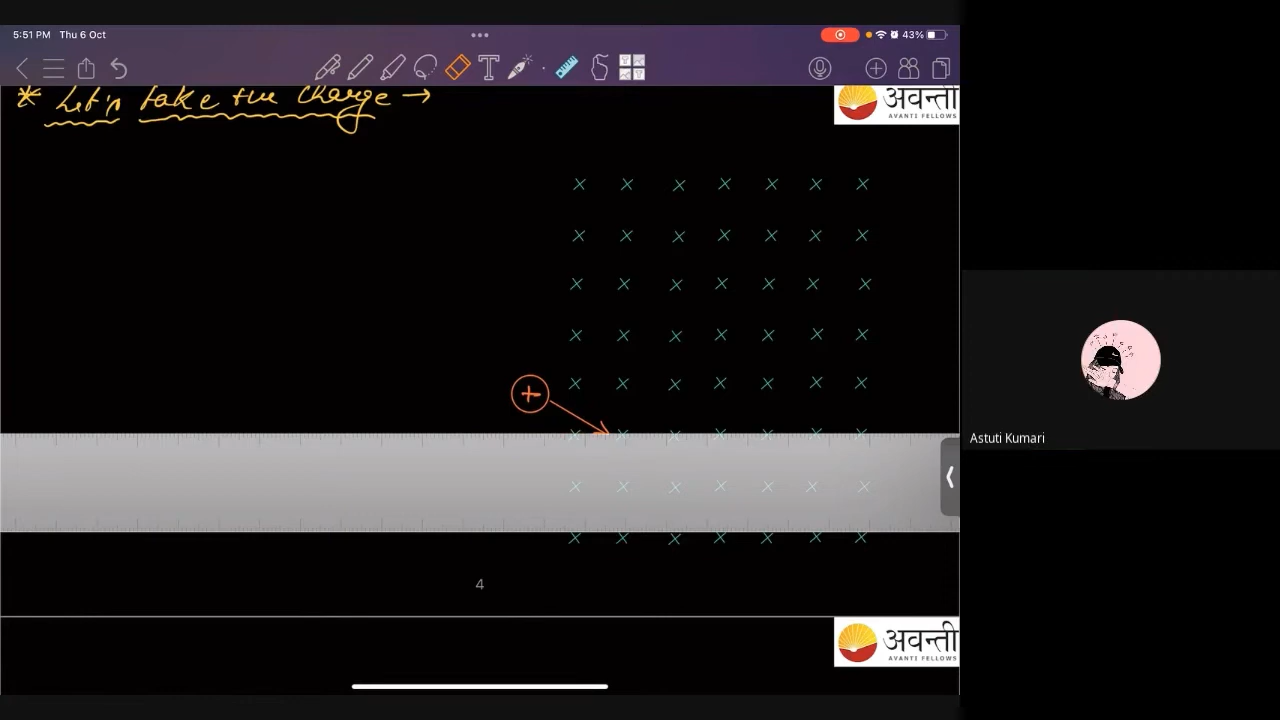 5:51 PM Thu 6 Oct
43%
* Let's take the charge →
अवन्ती
AVANTI FELLOWS
+
Astuti Kumari
4
अवन्ती
AVANTI FELLOWS